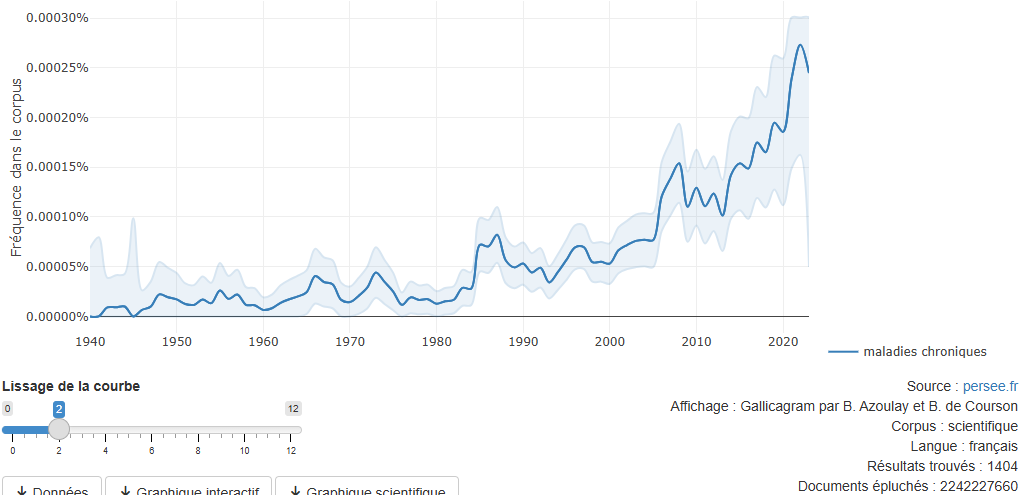 0.00030%
0.00025%
0.00020%
0.00015%
0.00010%
0.00005%
0.00000%
Fréquence dans le corpus
1940 1950 1960 1970 1980 1990 2000 2010 2020
maladies chroniques
Lissage de la courbe
0 2 12
0 2 4 6 8 10 12
Source : persee.fr
Affichage : Gallicagram par B. Azoulay et B. de Courson
Corpus : scientifique
Langue : français
Résultats trouvés : 1404
Documents épluchés : 2242227660
Données Graphique interactif Graphique scientifique